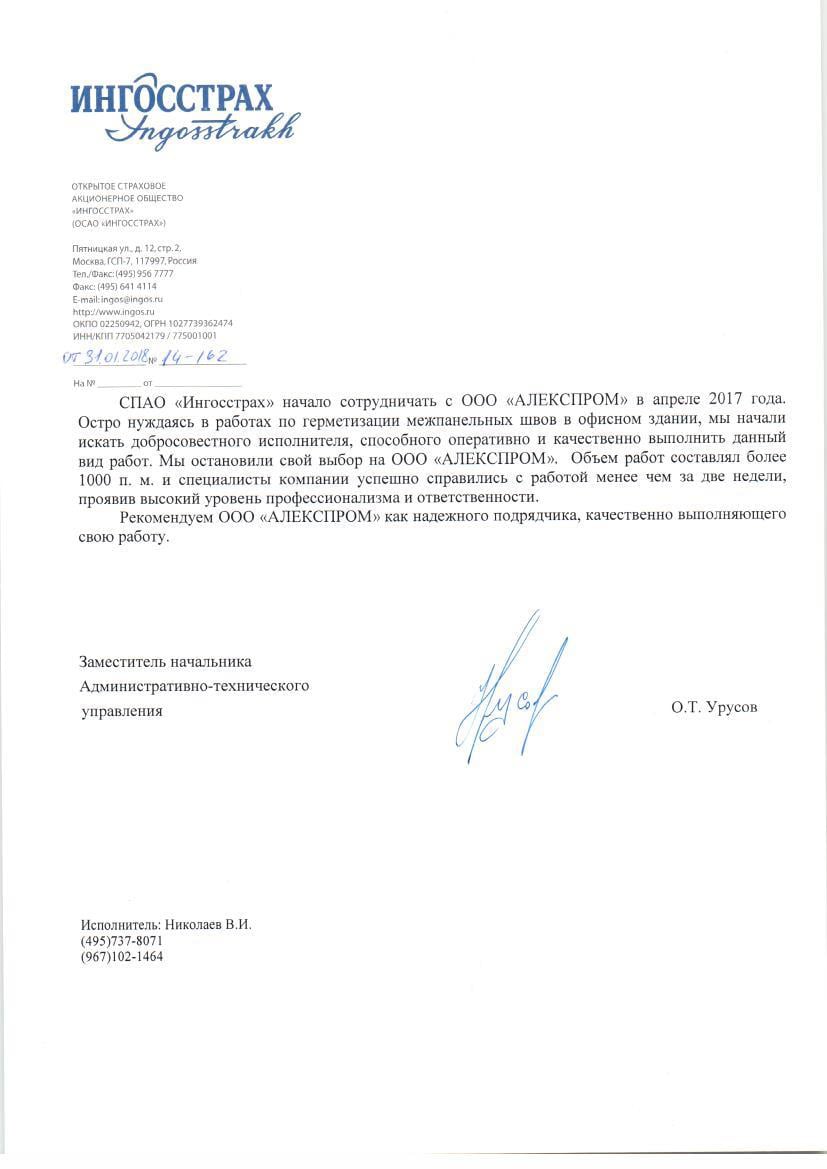 ИНГОССТРАХ
Ingosstrakh
ОТКРЫТОЕ СТРАХОВОЕ
АКЦИОНЕРНОЕ ОБЩЕСТВО
«ИНГОССТРАХ»
(ОСАО «ИНГОССТРАХ»)
Пятницкая ул., д. 12, стр. 2,
Москва, ГСП-7, 117997, Россия
Тел./Факс: (495) 956 7777
Факс: (495) 641 4114
E-mail: ingos@ingos.ru
http://www.ingos.ru
ОКПО 02250942, ОГРН 1027739362474
ИНН/КПП 7705042179 / 775001001
от 31.01.2018 № 14-162
На № __________ от __________________
СПАО «Ингосстрах» начало сотрудничать с ООО «АЛЕКСПРОМ» в апреле 2017 года.
Остро нуждаясь в работах по герметизации межпанельных швов в офисном здании, мы начали
искать добросовестного исполнителя, способного оперативно и качественно выполнить данный
вид работ. Мы остановили свой выбор на ООО «АЛЕКСПРОМ». Объем работ составлял более
1000 п. м. и специалисты компании успешно справились с работой менее чем за две недели,
проявив высокий уровень профессионализма и ответственности.
Рекомендуем ООО «АЛЕКСПРОМ» как надежного подрядчика, качественно выполняющего
свою работу.
Заместитель начальника
Административно-технического
управления
О.Т. Урусов
Исполнитель: Николаев В.И.
(495)737-8071
(967)102-1464